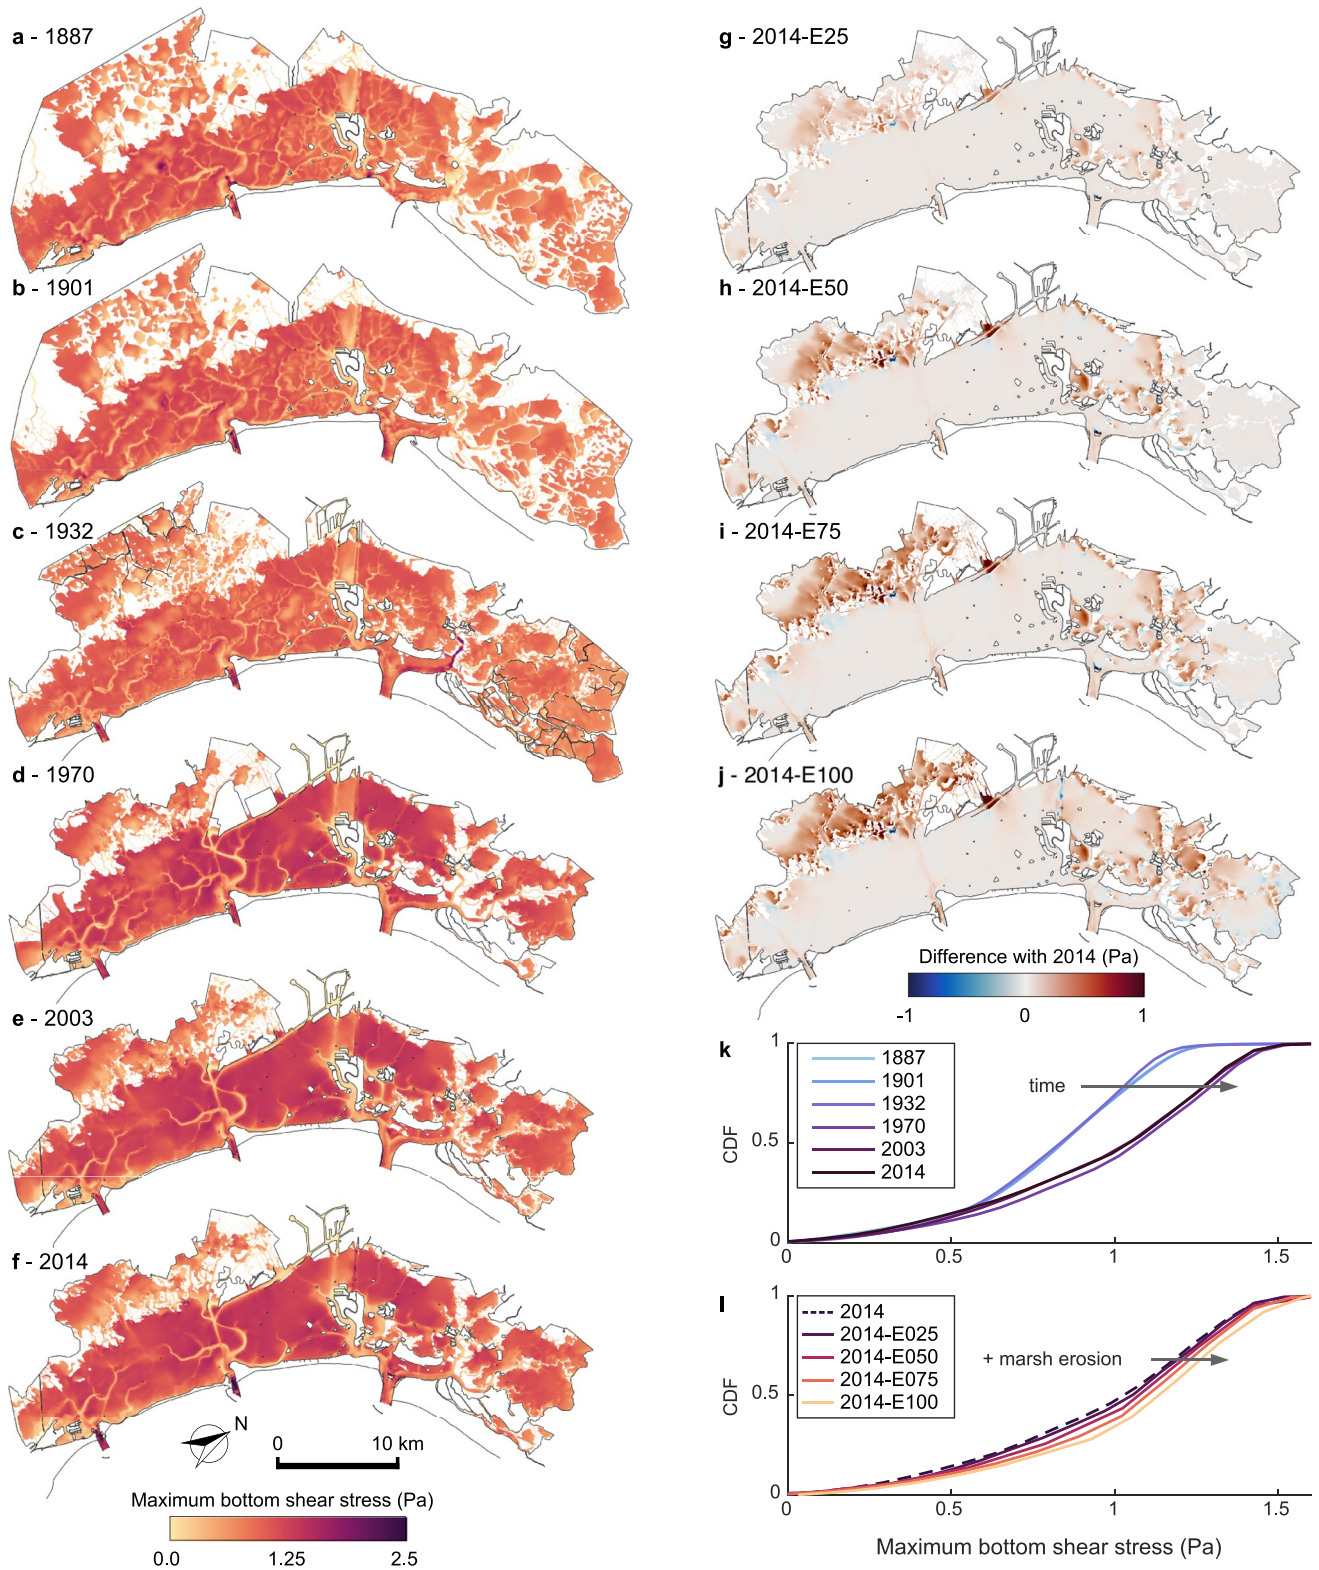 a - 1887
b - 1901
c - 1932
d - 1970
e - 2003
f - 2014
N
0 10 km
Maximum bottom shear stress (Pa)
0.0 1.25 2.5
g - 2014-E25
h - 2014-E50
i - 2014-E75
j - 2014-E100
Difference with 2014 (Pa)
-1 0 1
k
1
0.5
0
CDF
1887
1901
1932
1970
2003
2014
time
0 0.5 1 1.5
l
1
0.5
0
CDF
2014
2014-E025
2014-E050
2014-E075
2014-E100
+ marsh erosion
0 0.5 1 1.5
Maximum bottom shear stress (Pa)